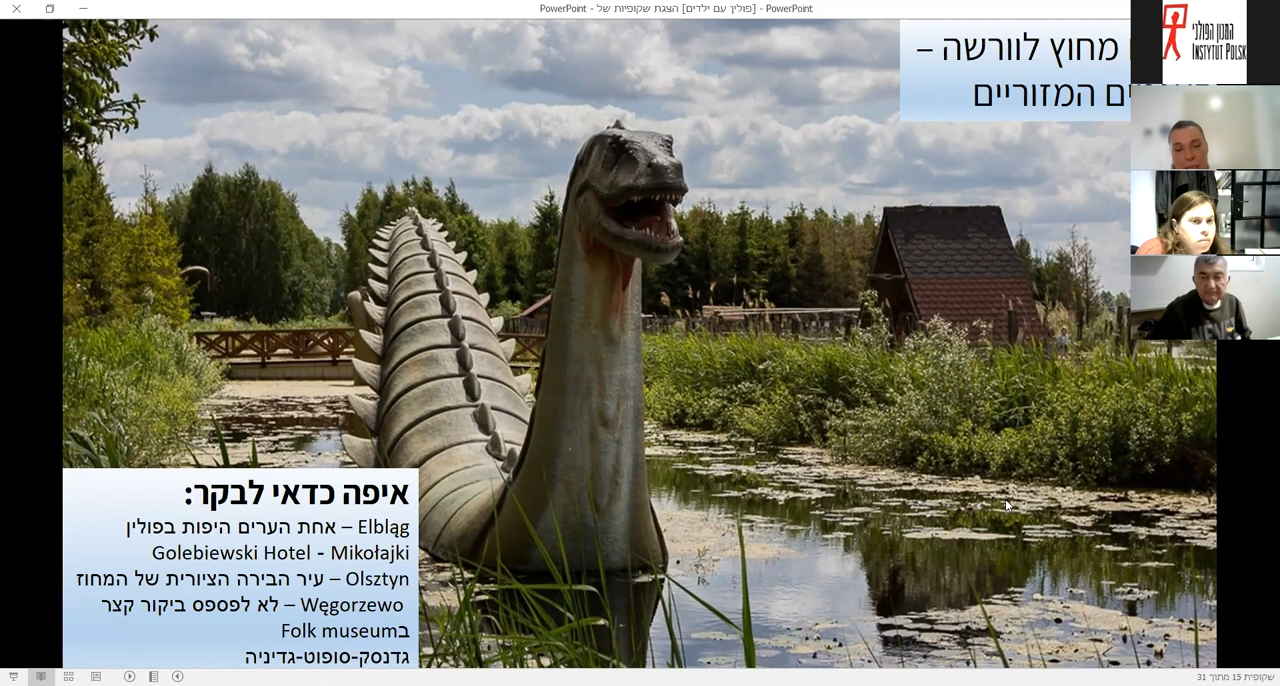 PowerPoint - [פולין עם ילדים] הצגת שקופיות של - PowerPoint
המכון הפולני
INSTYTUT POLSK
מחוץ לוורשה –
המזוריים
איפה כדאי לבקר:
Elbląg – אחת הערים היפות בפולין
Golebiewski Hotel - Mikołajki
Olsztyn – עיר הבירה הציורית של המחוז
Węgorzewo – לא לפספס ביקור קצר
בFolk museum
גדנסק-סופוט-גדיניה
שקופית 15 מתוך 31